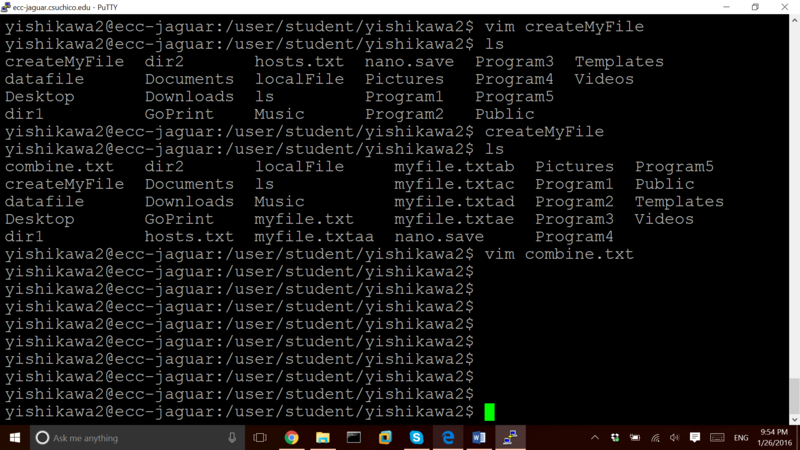 ecc-jaguar.csuchico.edu - PuTTY
yishikawa2@ecc-jaguar:/user/student/yishikawa2$ vim createMyFile
yishikawa2@ecc-jaguar:/user/student/yishikawa2$ ls
createMyFile dir2 hosts.txt nano.save Program3 Templates
datafile Documents localFile Pictures Program4 Videos
Desktop Downloads ls Program1 Program5
dir1 GoPrint Music Program2 Public
yishikawa2@ecc-jaguar:/user/student/yishikawa2$ createMyFile
yishikawa2@ecc-jaguar:/user/student/yishikawa2$ ls
combine.txt dir2 localFile myfile.txtab Pictures Program5
createMyFile Documents ls myfile.txtac Program1 Public
datafile Downloads Music myfile.txtad Program2 Templates
Desktop GoPrint myfile.txt myfile.txtae Program3 Videos
dir1 hosts.txt myfile.txtaa nano.save Program4
yishikawa2@ecc-jaguar:/user/student/yishikawa2$ vim combine.txt
yishikawa2@ecc-jaguar:/user/student/yishikawa2$
yishikawa2@ecc-jaguar:/user/student/yishikawa2$
yishikawa2@ecc-jaguar:/user/student/yishikawa2$
yishikawa2@ecc-jaguar:/user/student/yishikawa2$
yishikawa2@ecc-jaguar:/user/student/yishikawa2$
yishikawa2@ecc-jaguar:/user/student/yishikawa2$
yishikawa2@ecc-jaguar:/user/student/yishikawa2$
yishikawa2@ecc-jaguar:/user/student/yishikawa2$
yishikawa2@ecc-jaguar:/user/student/yishikawa2$
Ask me anything
ENG
9:54 PM
1/26/2016